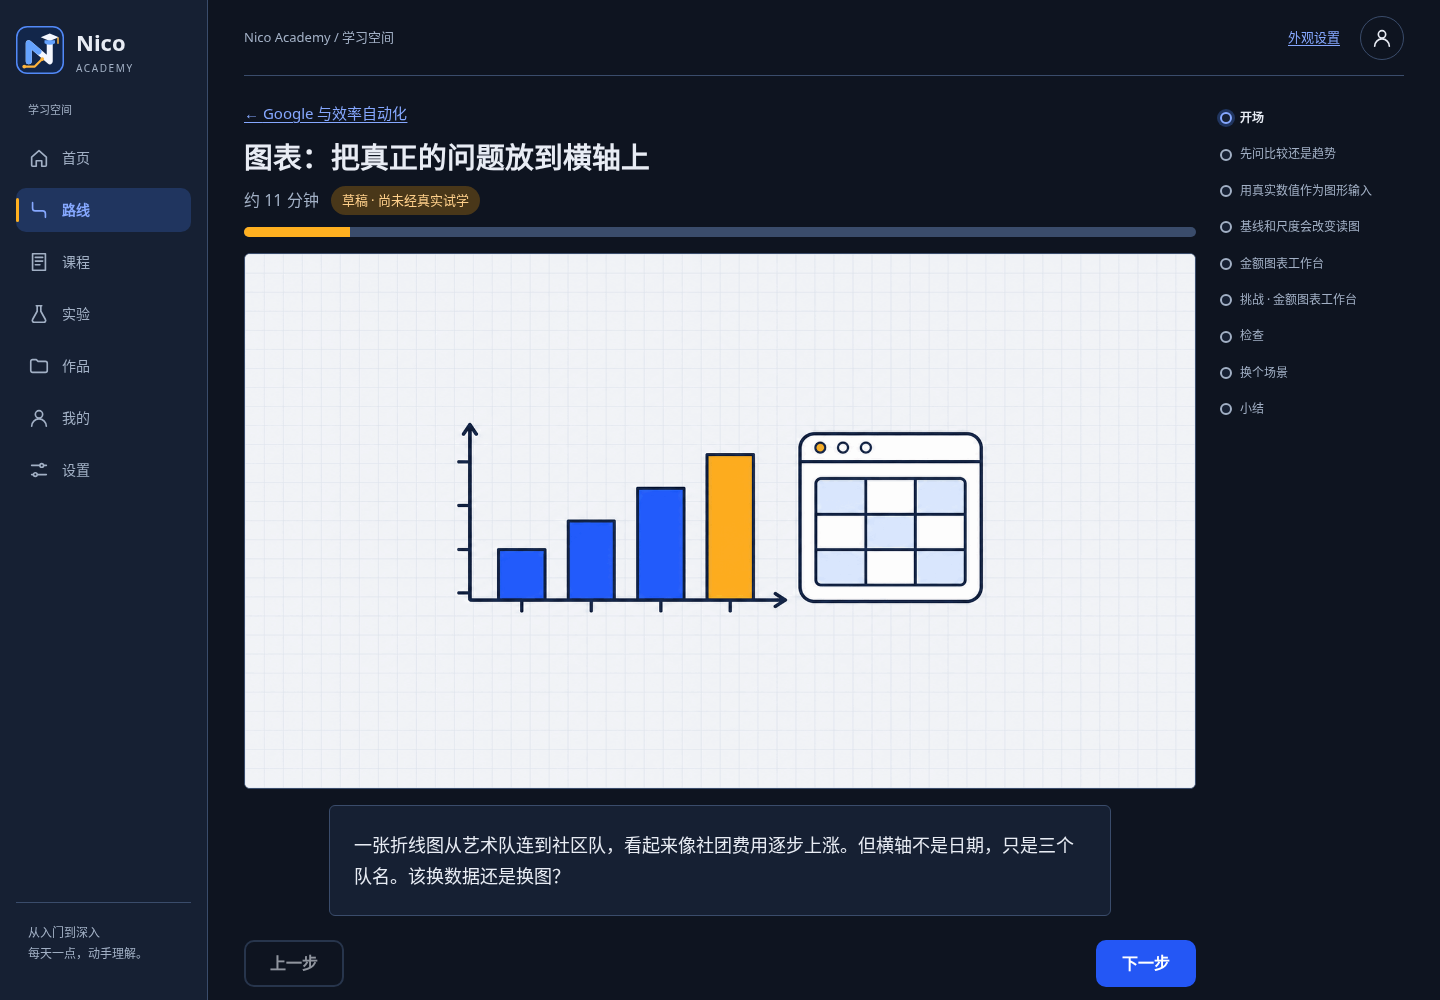 Nico
ACADEMY
学习空间
首页
路线
课程
实验
作品
我的
设置
从入门到深入
每天一点，动手理解。
Nico Academy / 学习空间
外观设置
← Google 与效率自动化
图表：把真正的问题放到横轴上
约 11 分钟
草稿 · 尚未经真实试学
一张折线图从艺术队连到社区队，看起来像社团费用逐步上涨。但横轴不是日期，只是三个
队名。该换数据还是换图？
上一步
下一步
开场
先问比较还是趋势
用真实数值作为图形输入
基线和尺度会改变读图
金额图表工作台
挑战 · 金额图表工作台
检查
换个场景
小结